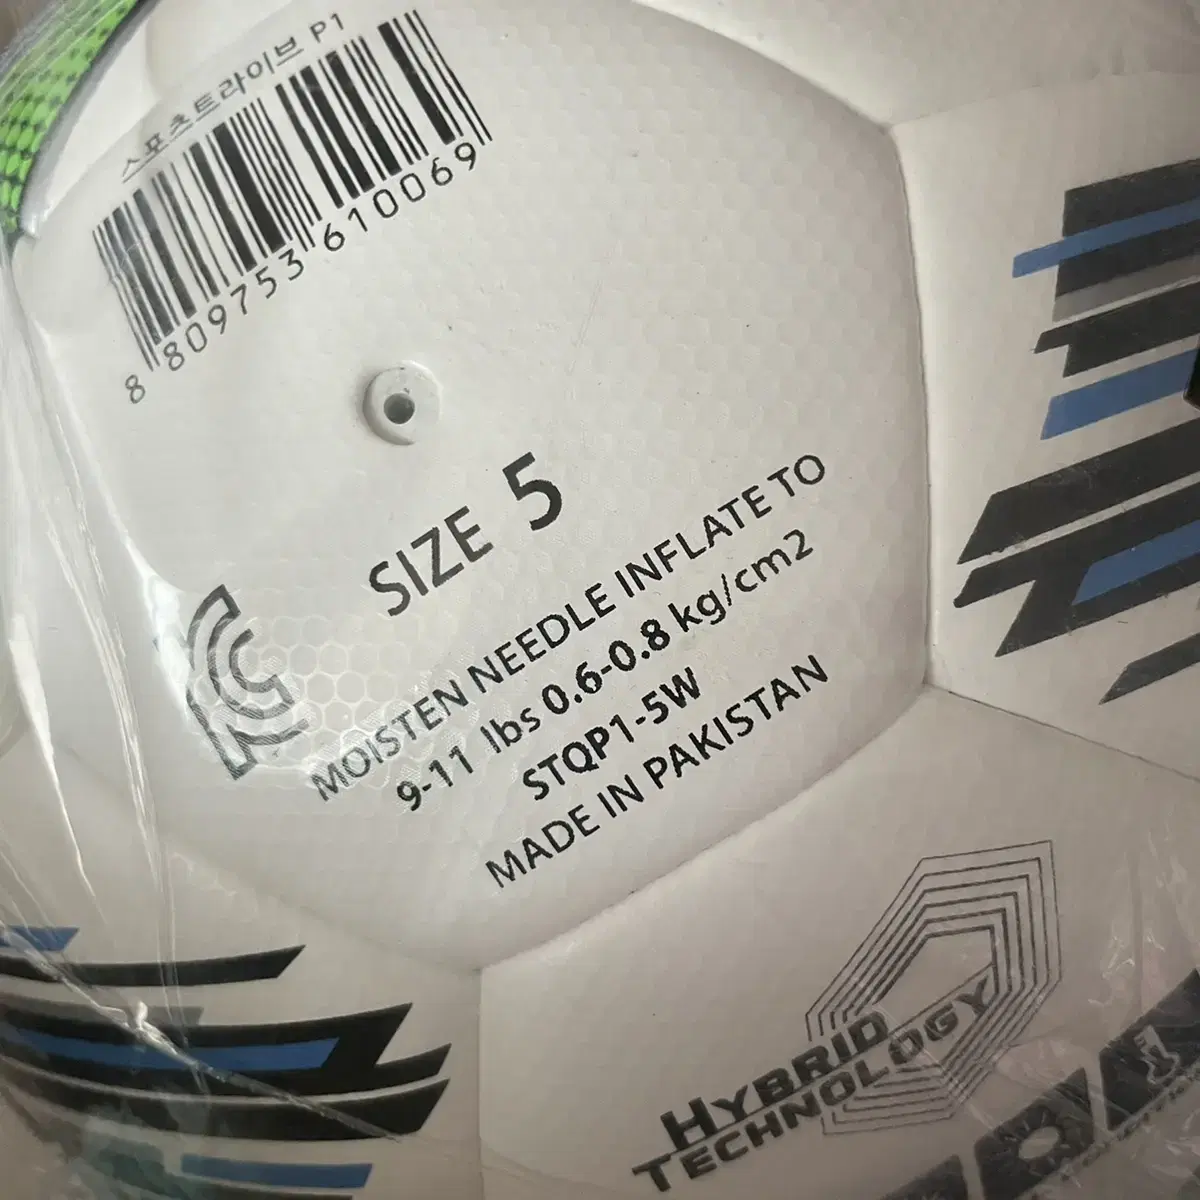 스포츠트라이브 P1
8 809753 610069
SIZE 5
MOISTEN NEEDLE INFLATE TO
9-11 lbs 0.6-0.8 kg/cm2
STQP1-5W
MADE IN PAKISTAN
HYBRID
TECHNOLOGY